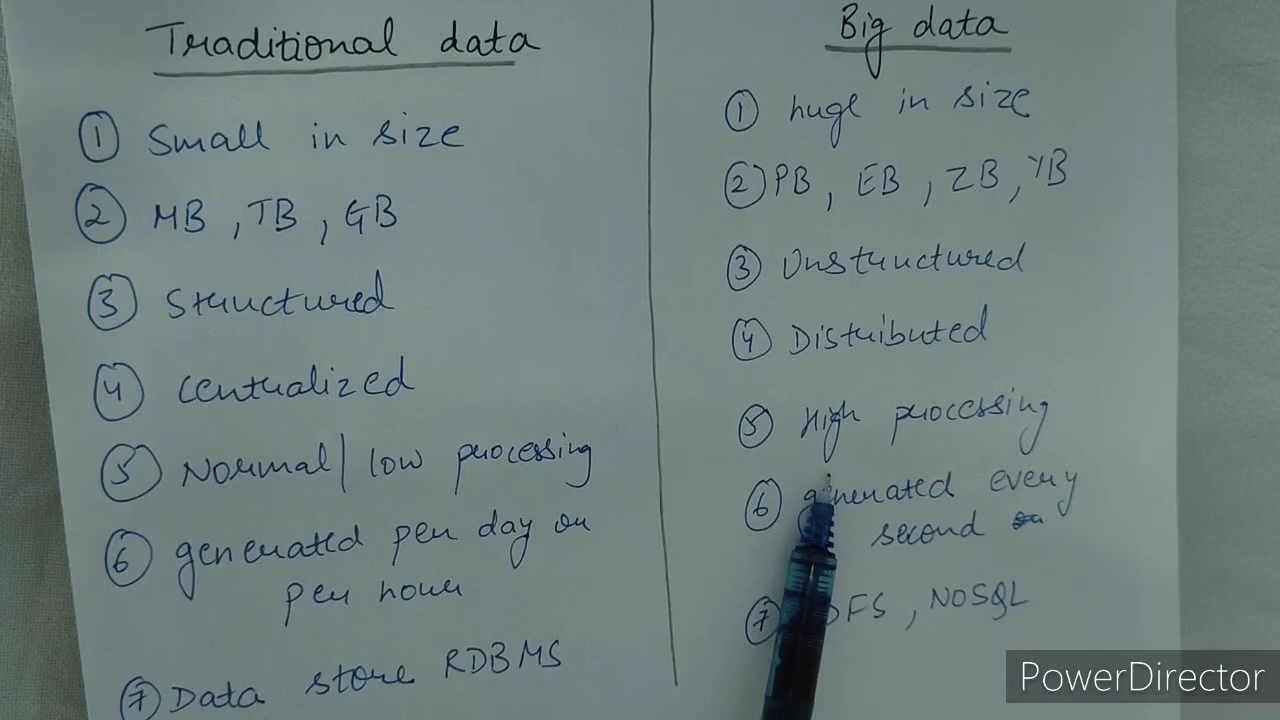 Traditional data
① Small in size
② MB, TB, GB
③ Structured
④ Centralized
⑤ Normal/ low processing
⑥ generated per day or
per hour
⑦ Data store RDBMS
Big data
① huge in size
② PB, EB, ZB, YB
③ Unstructured
④ Distributed
⑤ High processing
⑥ generated every
second
⑦ , NOSQL
PowerDirector